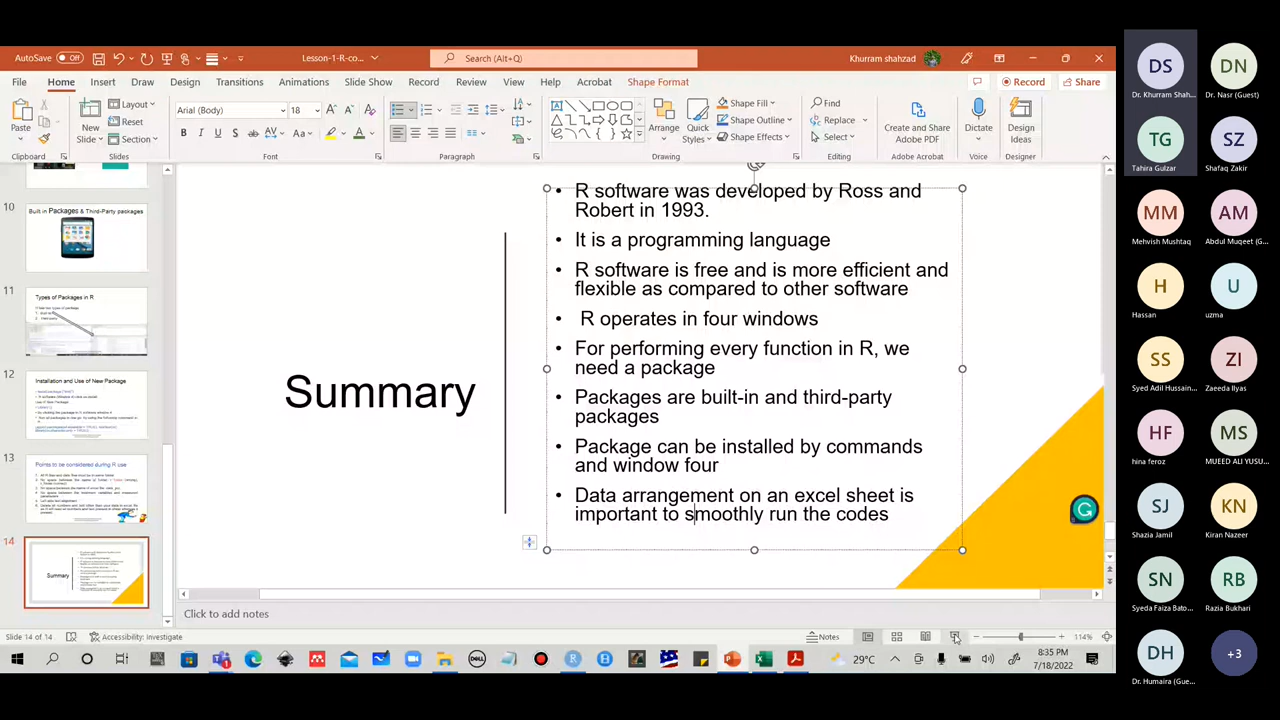 AutoSave Off Lesson-1-R-co... Search (Alt+Q) Khurram shahzad
File Home Insert Draw Design Transitions Animations Slide Show Record Review View Help Acrobat Shape Format Record Share
Paste New Slide Layout Reset Section Arial (Body) 18 Arrange Quick Styles Shape Fill Shape Outline Shape Effects Find Replace Select Create and Share Adobe PDF Dictate Design Ideas
Clipboard Slides Font Paragraph Drawing Editing Adobe Acrobat Voice Designer
10
Built in Packages & Third-Party packages
11
Types of Packages in R
12
Installation and Use of New Package
13
Points to be considered during R use
14
Summary
Summary
• R software was developed by Ross and
Robert in 1993.
• It is a programming language
• R software is free and is more efficient and
flexible as compared to other software
• R operates in four windows
• For performing every function in R, we
need a package
• Packages are built-in and third-party
packages
• Package can be installed by commands
and window four
• Data arrangement on an excel sheet is
important to smoothly run the codes
Click to add notes
Slide 14 of 14 Accessibility: Investigate Notes 114%
29°C 8:35 PM
7/18/2022
DS DN
Dr. Khurram Shah... Dr. Nasr (Guest)
TG SZ
Tahira Gulzar Shafaq Zakir
MM AM
Mehvish Mushtaq Abdul Muqeet (G...
H U
Hassan uzma
SS ZI
Syed Adil Hussain... Zaeeda Ilyas
HF MS
hina feroz MUEED ALI YUSU...
SJ KN
Shazia Jamil Kiran Nazeer
SN RB
Syeda Faiza Bato... Razia Bukhari
DH +3
Dr. Humaira (Gue...